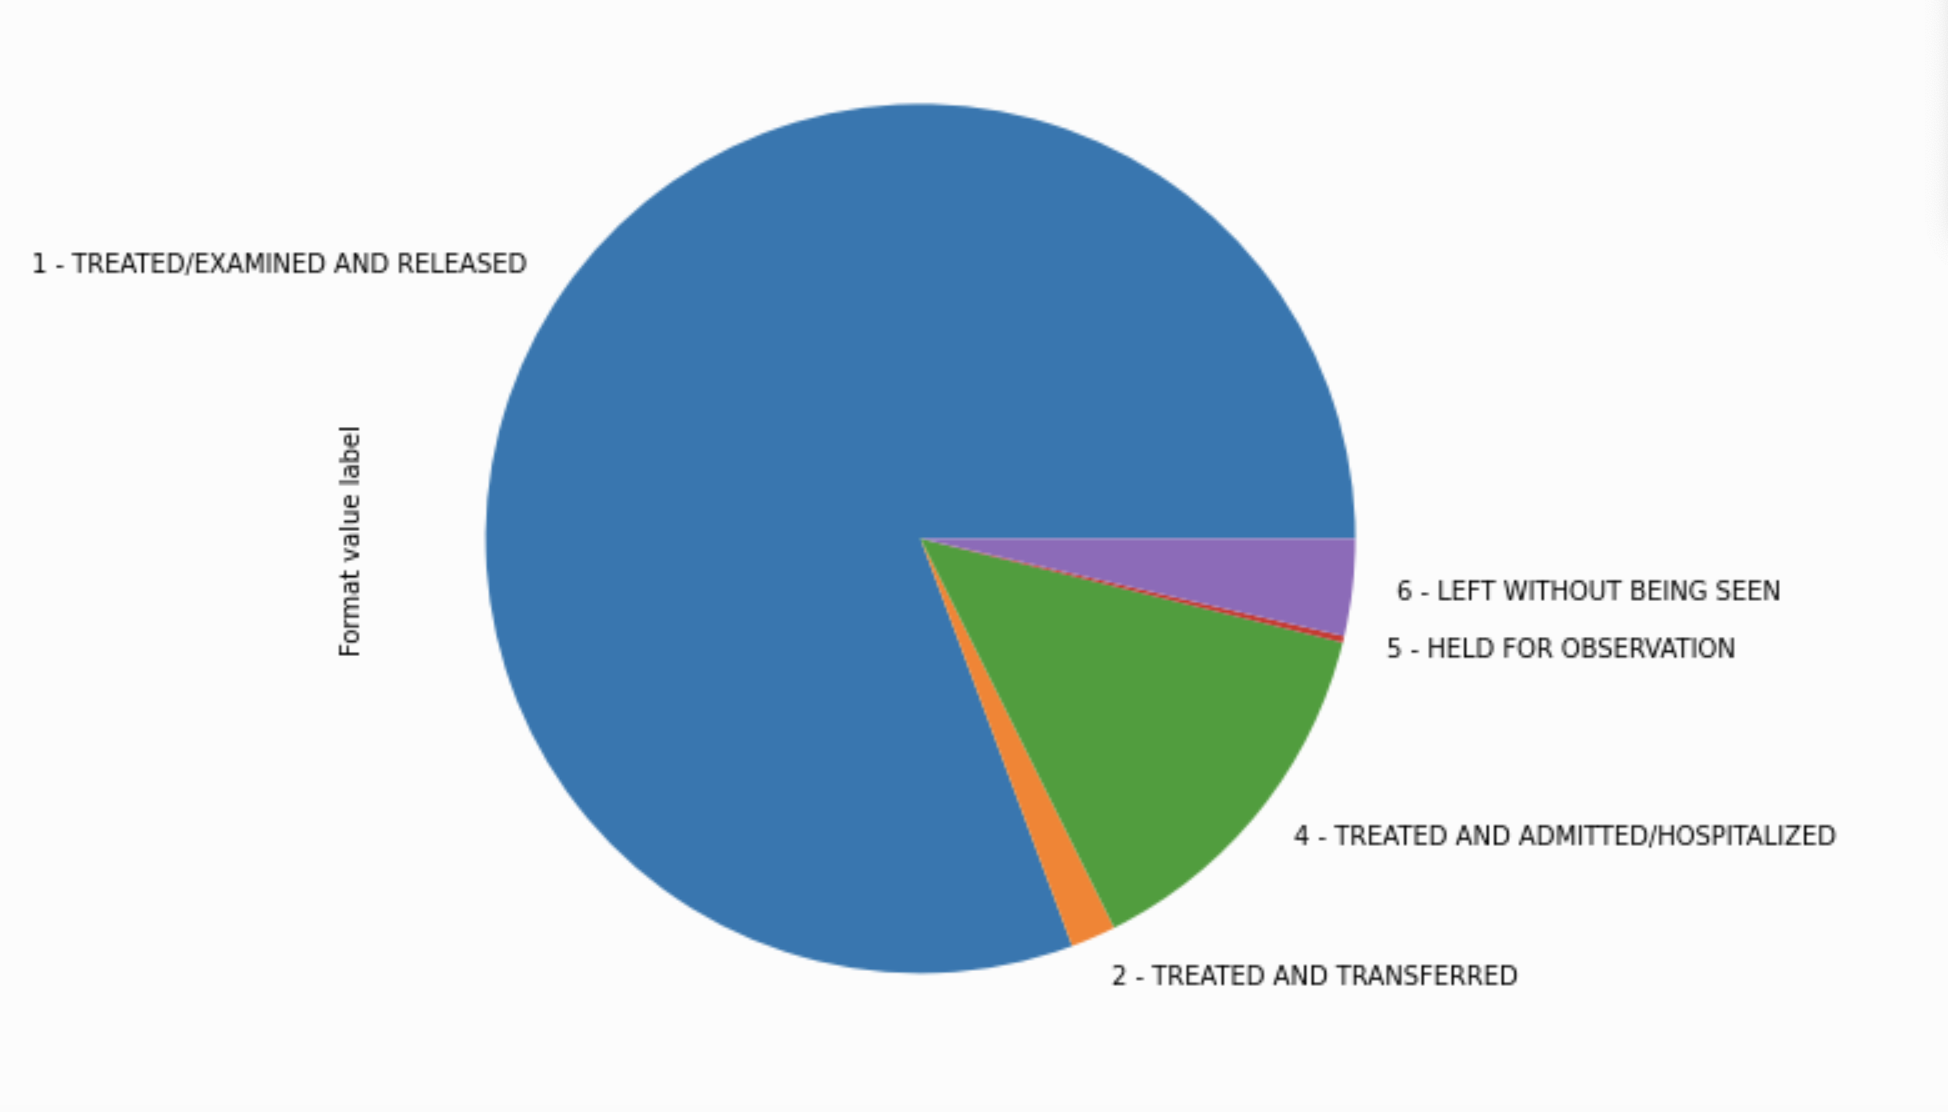 1 - TREATED/EXAMINED AND RELEASED
Format value label
6 - LEFT WITHOUT BEING SEEN
5 - HELD FOR OBSERVATION
4 - TREATED AND ADMITTED/HOSPITALIZED
2 - TREATED AND TRANSFERRED